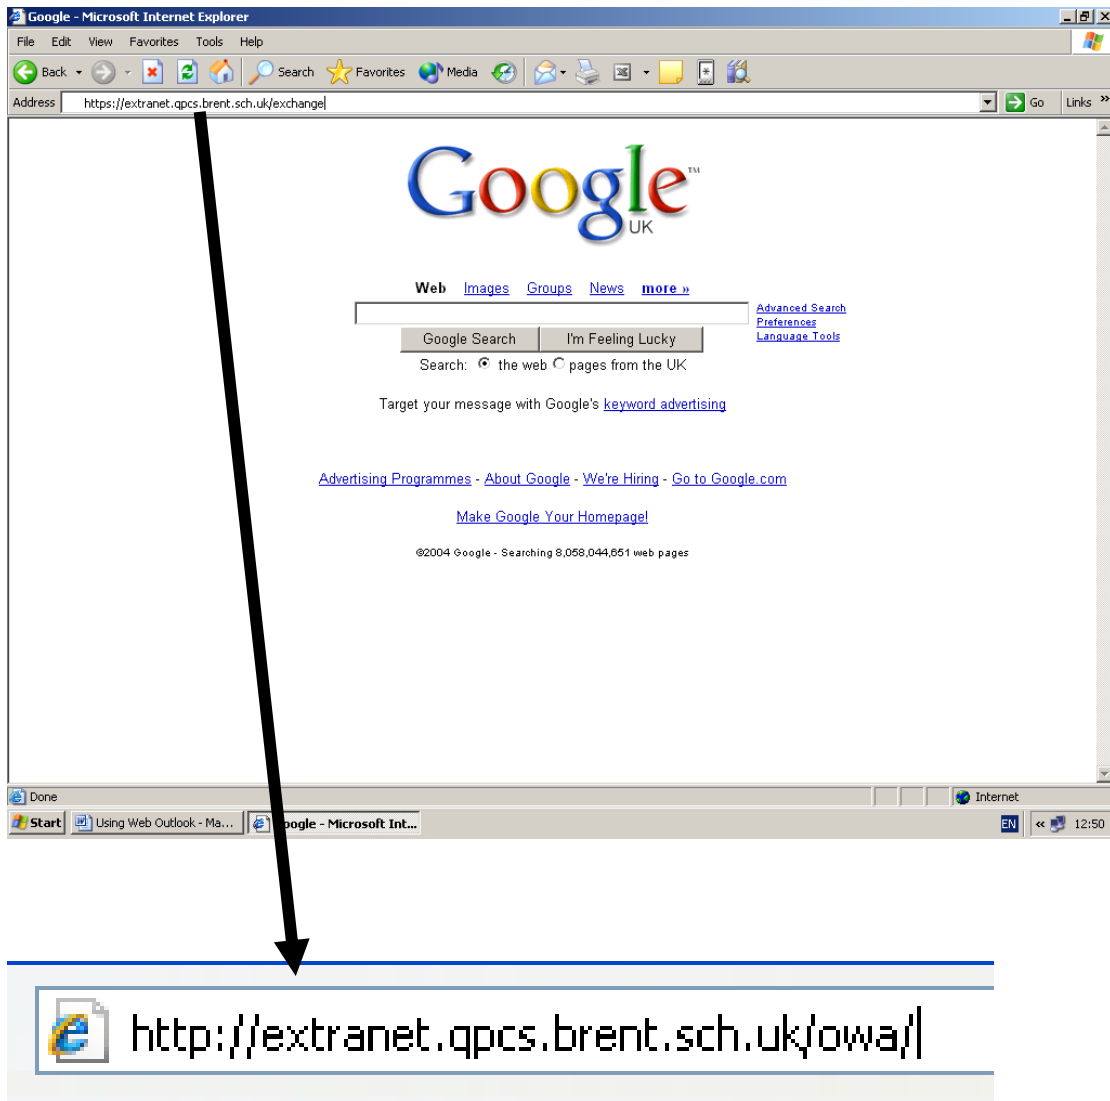 Google - Microsoft Internet Explorer
File Edit View Favorites Tools Help
Back Search Favorites Media
Address https://extranet.qpcs.brent.sch.uk/exchange Go Links »
Google™
UK
Web Images Groups News more »
Advanced Search
Preferences
Language Tools
Google Search I'm Feeling Lucky
Search: the web pages from the UK
Target your message with Google's keyword advertising
Advertising Programmes - About Google - We're Hiring - Go to Google.com
Make Google Your Homepage!
©2004 Google - Searching 8,058,044,651 web pages
Done Internet
Start Using Web Outlook - Ma... Google - Microsoft Int... EN « 12:50
http://extranet.qpcs.brent.sch.uk/owa/